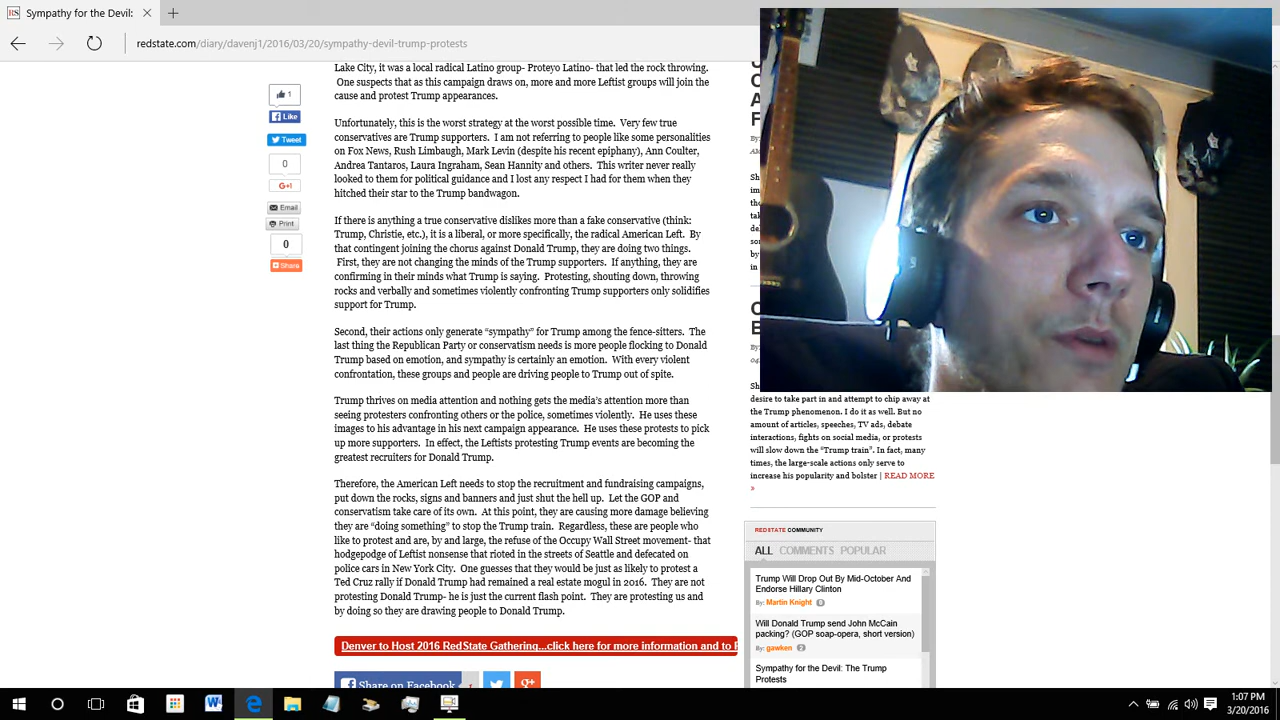 Sympathy for the Devil:
redstate.com/diary/davenj1/2016/03/20/sympathy-devil-trump-protests
1
Like
Tweet
0
G+1
Email
Print
0
Share
Lake City, it was a local radical Latino group- Proteyo Latino- that led the rock throwing.
One suspects that as this campaign draws on, more and more Leftist groups will join the
cause and protest Trump appearances.
Unfortunately, this is the worst strategy at the worst possible time. Very few true
conservatives are Trump supporters. I am not referring to people like some personalities
on Fox News, Rush Limbaugh, Mark Levin (despite his recent epiphany), Ann Coulter,
Andrea Tantaros, Laura Ingraham, Sean Hannity and others. This writer never really
looked to them for political guidance and I lost any respect I had for them when they
hitched their star to the Trump bandwagon.
If there is anything a true conservative dislikes more than a fake conservative (think:
Trump, Christie, etc.), it is a liberal, or more specifically, the radical American Left. By
that contingent joining the chorus against Donald Trump, they are doing two things.
First, they are not changing the minds of the Trump supporters. If anything, they are
confirming in their minds what Trump is saying. Protesting, shouting down, throwing
rocks and verbally and sometimes violently confronting Trump supporters only solidifies
support for Trump.
Second, their actions only generate “sympathy” for Trump among the fence-sitters. The
last thing the Republican Party or conservatism needs is more people flocking to Donald
Trump based on emotion, and sympathy is certainly an emotion. With every violent
confrontation, these groups and people are driving people to Trump out of spite.
Trump thrives on media attention and nothing gets the media’s attention more than
seeing protesters confronting others or the police, sometimes violently. He uses these
images to his advantage in his next campaign appearance. He uses these protests to pick
up more supporters. In effect, the Leftists protesting Trump events are becoming the
greatest recruiters for Donald Trump.
Therefore, the American Left needs to stop the recruitment and fundraising campaigns,
put down the rocks, signs and banners and just shut the hell up. Let the GOP and
conservatism take care of its own. At this point, they are causing more damage believing
they are “doing something” to stop the Trump train. Regardless, these are people who
like to protest and are, by and large, the refuse of the Occupy Wall Street movement- that
hodgepodge of Leftist nonsense that rioted in the streets of Seattle and defecated on
police cars in New York City. One guesses that they would be just as likely to protest a
Ted Cruz rally if Donald Trump had remained a real estate mogul in 2016. They are not
protesting Donald Trump- he is just the current flash point. They are protesting us and
by doing so they are drawing people to Donald Trump.
Denver to Host 2016 RedState Gathering...click here for more information and to
Share on Facebook
desire to take part in and attempt to chip away at
the Trump phenomenon. I do it as well. But no
amount of articles, speeches, TV ads, debate
interactions, fights on social media, or protests
will slow down the “Trump train”. In fact, many
times, the large-scale actions only serve to
increase his popularity and bolster | READ MORE
»
REDSTATE COMMUNITY
ALL COMMENTS POPULAR
Trump Will Drop Out By Mid-October And
Endorse Hillary Clinton
By: Martin Knight 0
Will Donald Trump send John McCain
packing? (GOP soap-opera, short version)
By: gawken 2
Sympathy for the Devil: The Trump
Protests
1:07 PM
3/20/2016